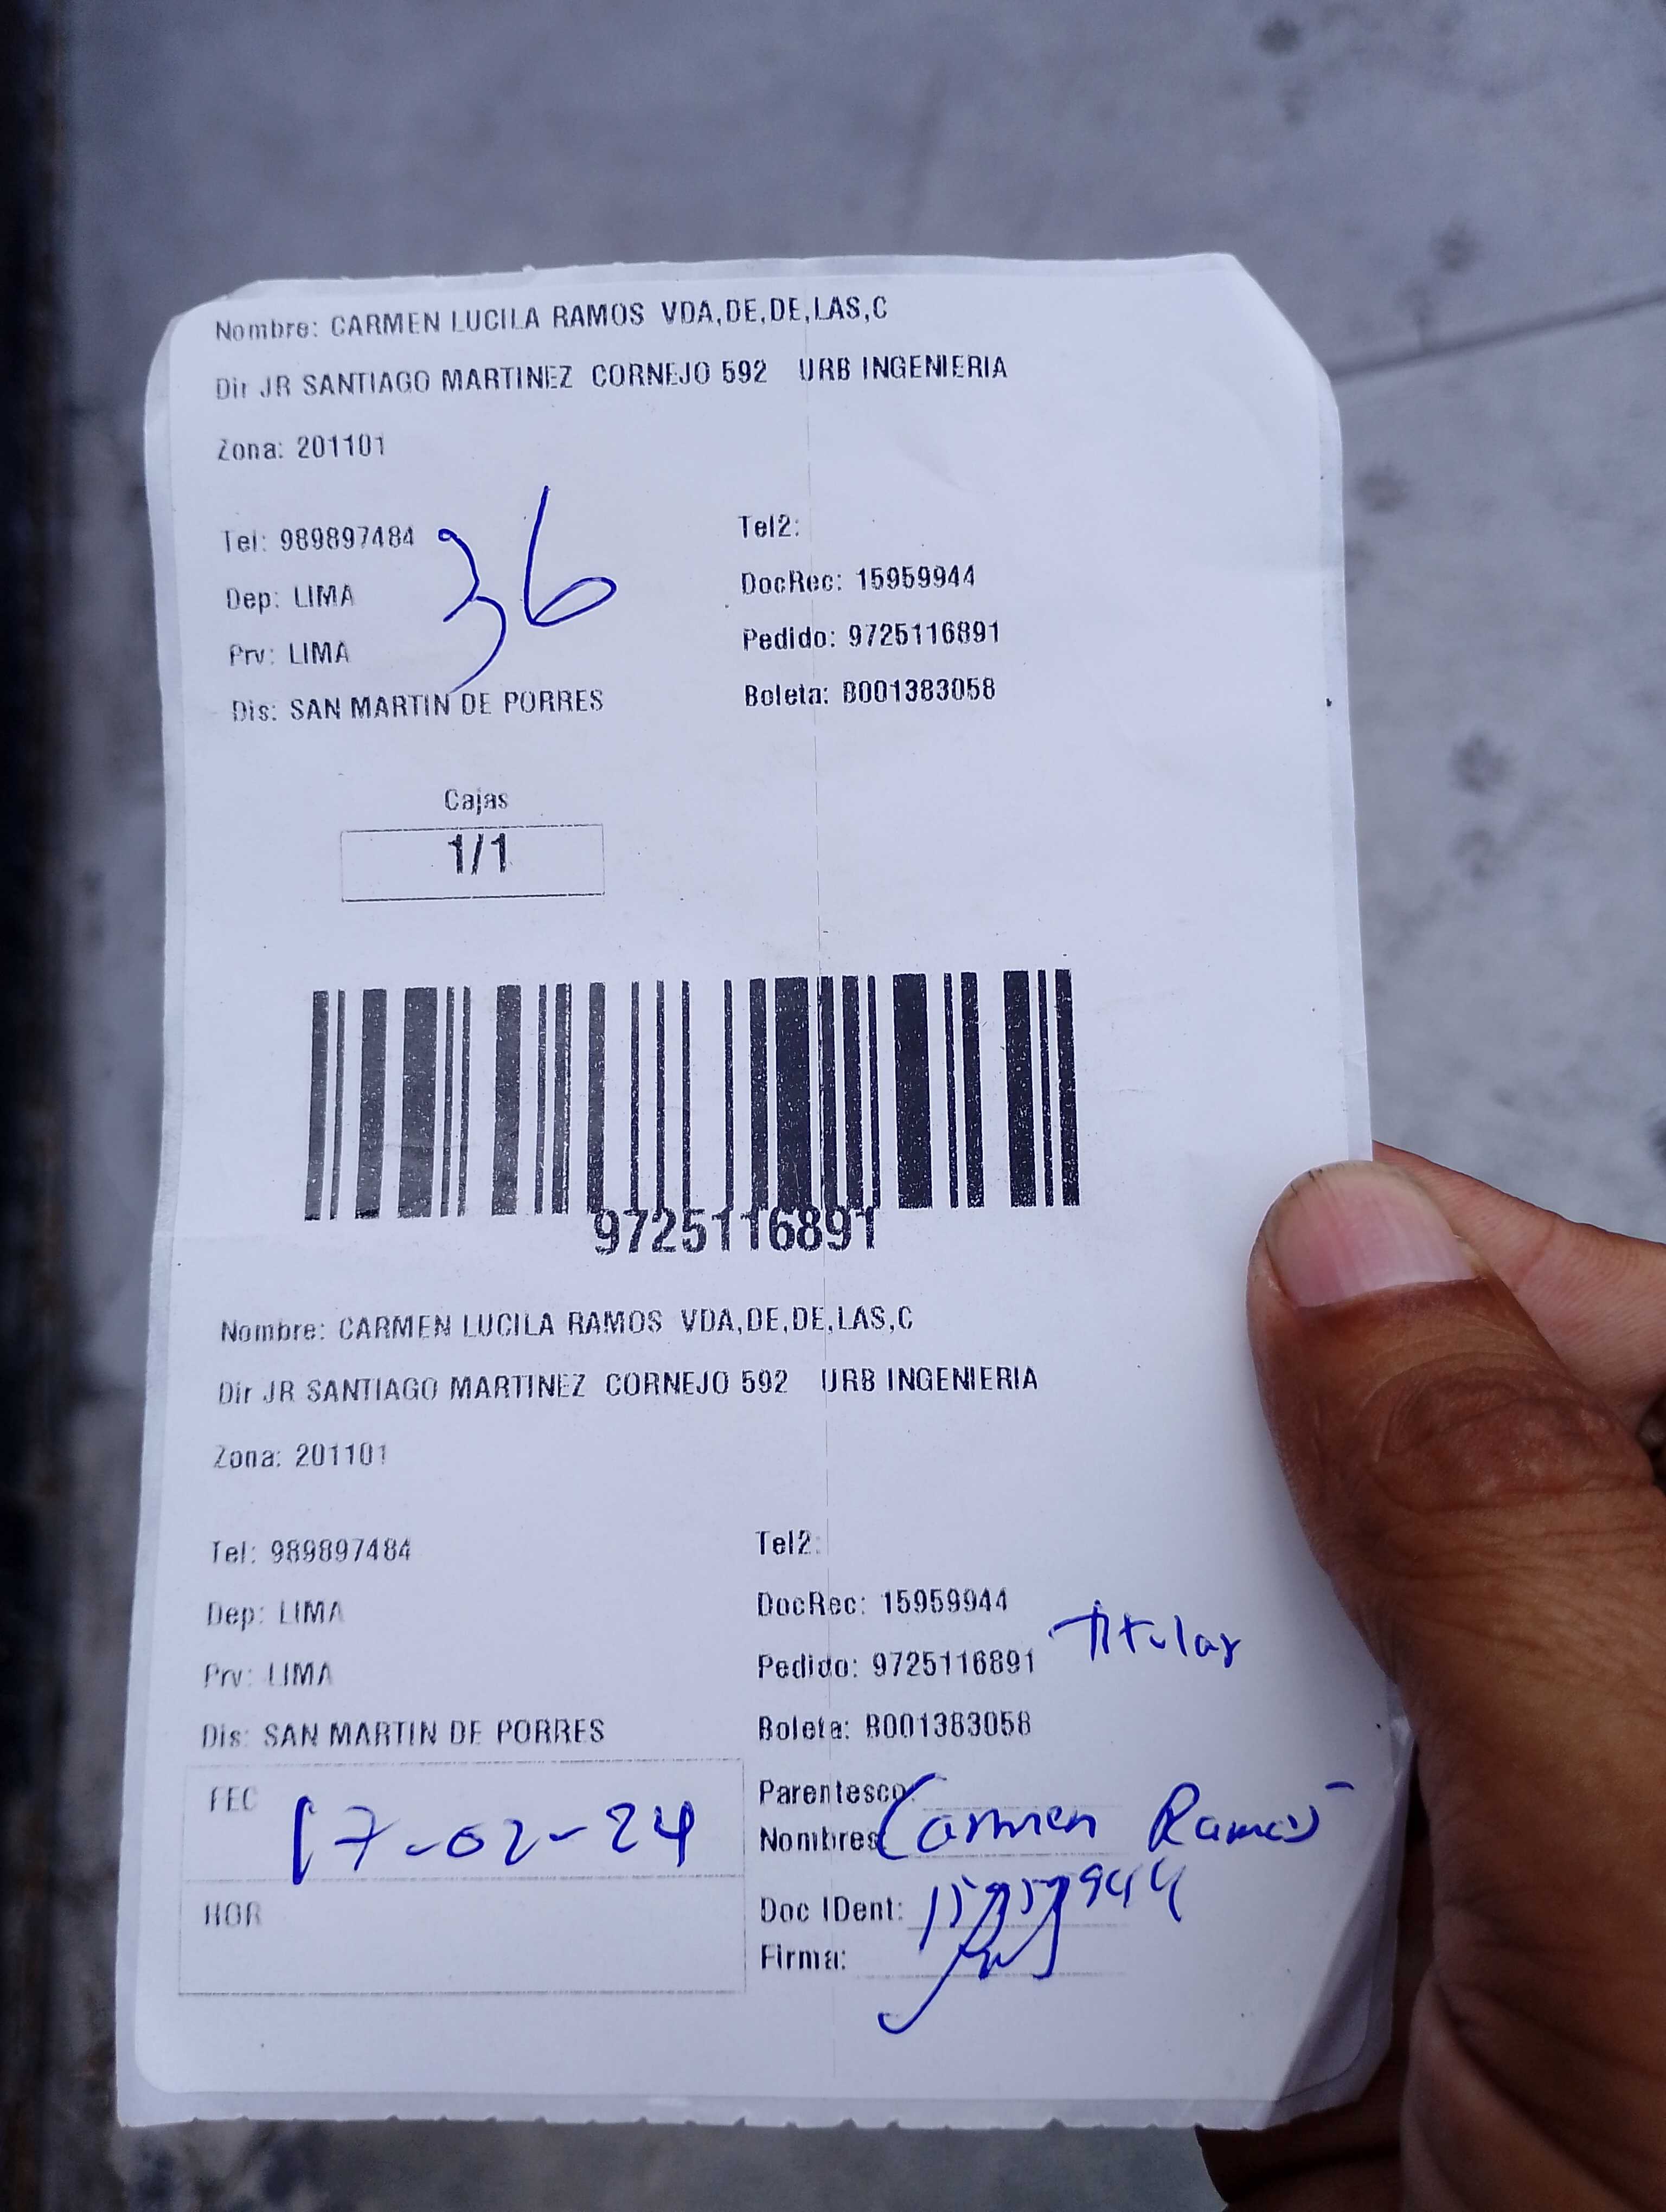 Nombre: CARMEN LUCILA RAMOS VDA,DE,DE,LAS,C
Dir JR SANTIAGO MARTINEZ CORNEJO 592 URB INGENIERIA
Zona: 201101
Tel: 989897484
36
Tel2:
Dep: LIMA
DocRec: 15959944
Prv: LIMA
Pedido: 9725116891
Dis: SAN MARTIN DE PORRES
Boleta: B001383058
Cajas
1/1
9725116891
Nombre: CARMEN LUCILA RAMOS VDA,DE,DE,LAS,C
Dir JR SANTIAGO MARTINEZ CORNEJO 592 URB INGENIERIA
Zona: 201101
Tel: 989897484
Tel2:
Dep: LIMA
DocRec: 15959944
Titular
Prv: LIMA
Pedido: 9725116891
Dis: SAN MARTIN DE PORRES
Boleta: B001383058
FEC 17-02-24
Parentesco:
Nombres Carmen Ramos
HOR
Doc IDent: 15959944
Firma: